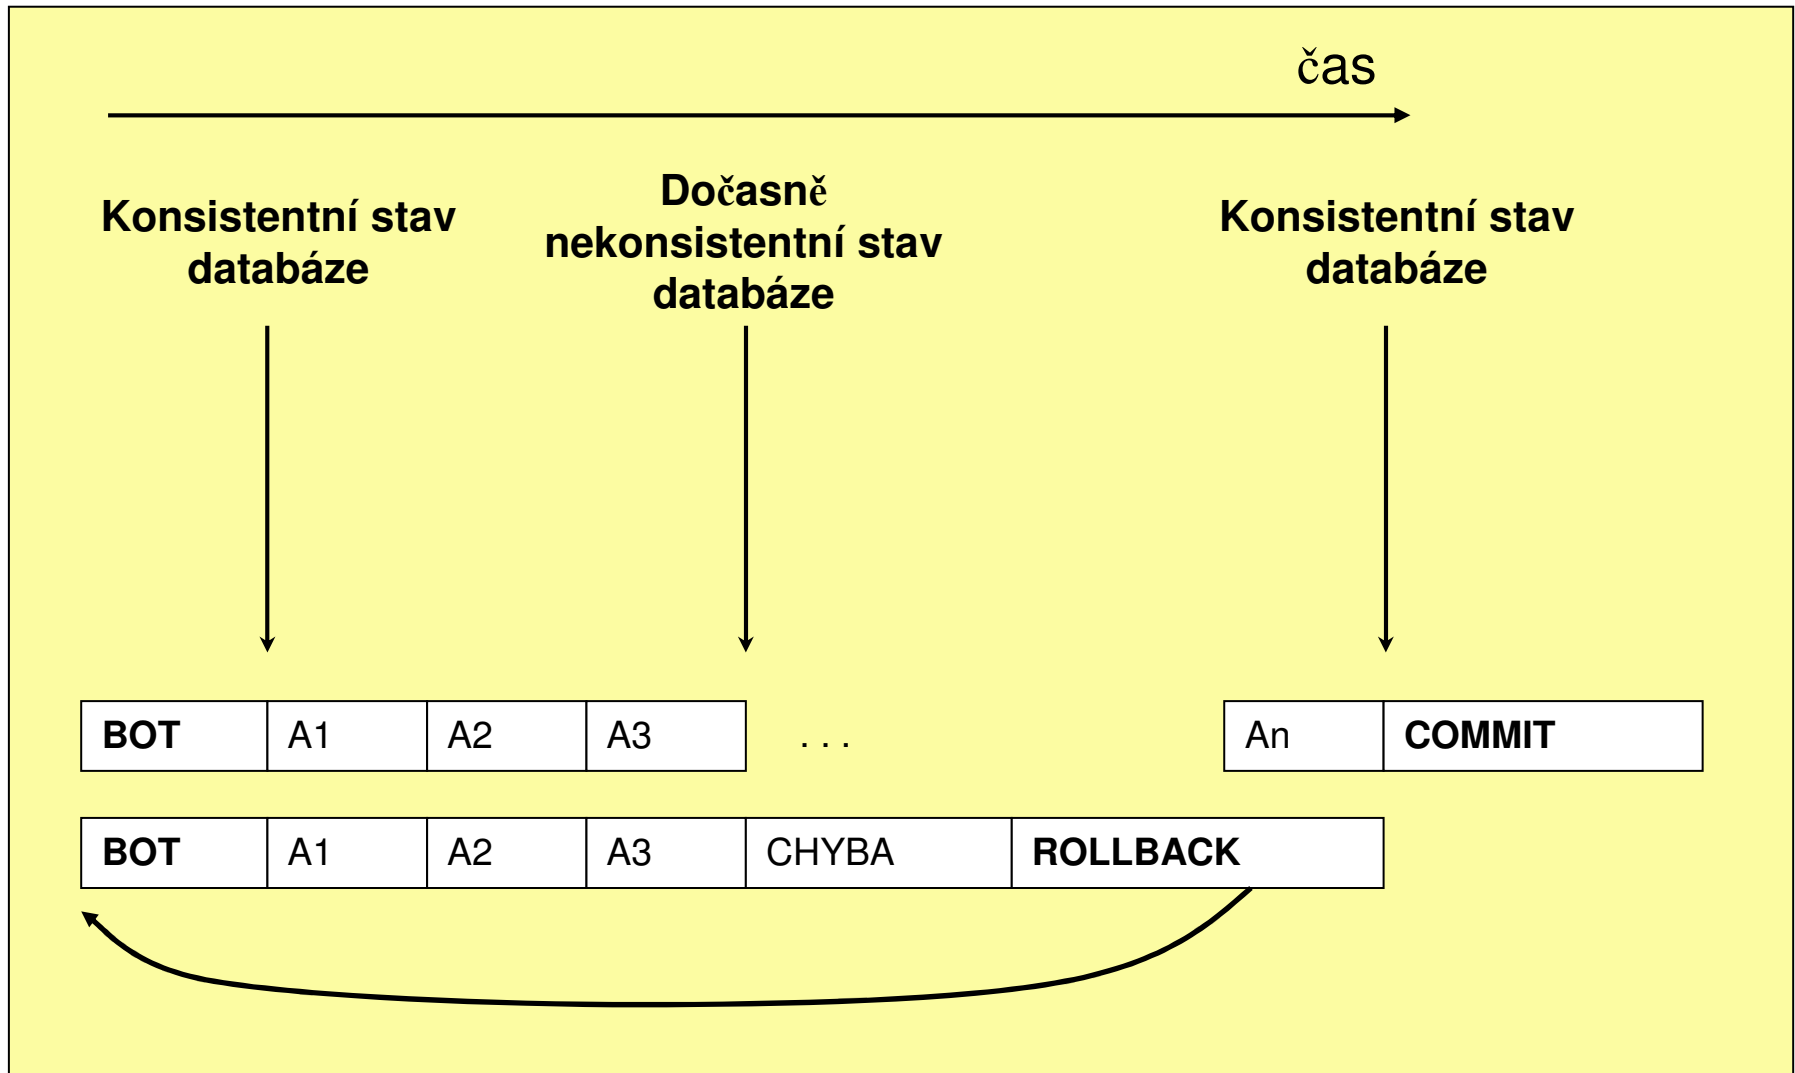 čas
Konsistentní stav
databáze
Dočasně
nekonsistentní stav
databáze
Konsistentní stav
databáze
BOT A1 A2 A3 . . . An COMMIT
BOT A1 A2 A3 CHYBA ROLLBACK